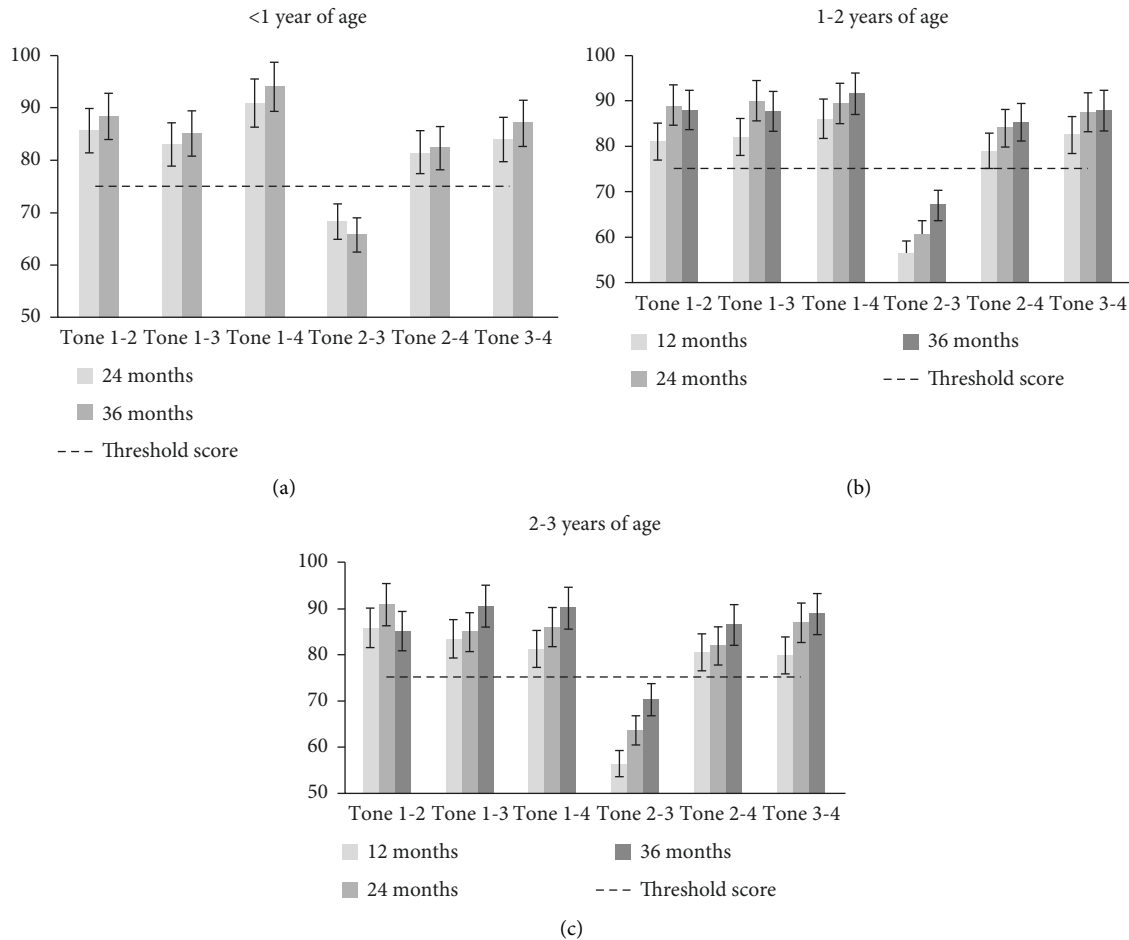 <1 year of age
100
90
80
70
60
50
Tone 1-2 Tone 1-3 Tone 1-4 Tone 2-3 Tone 2-4 Tone 3-4
24 months
36 months
Threshold score
(a)
1-2 years of age
100
90
80
70
60
50
Tone 1-2 Tone 1-3 Tone 1-4 Tone 2-3 Tone 2-4 Tone 3-4
12 months
24 months
36 months
Threshold score
(b)
2-3 years of age
100
90
80
70
60
50
Tone 1-2 Tone 1-3 Tone 1-4 Tone 2-3 Tone 2-4 Tone 3-4
12 months
24 months
36 months
Threshold score
(c)